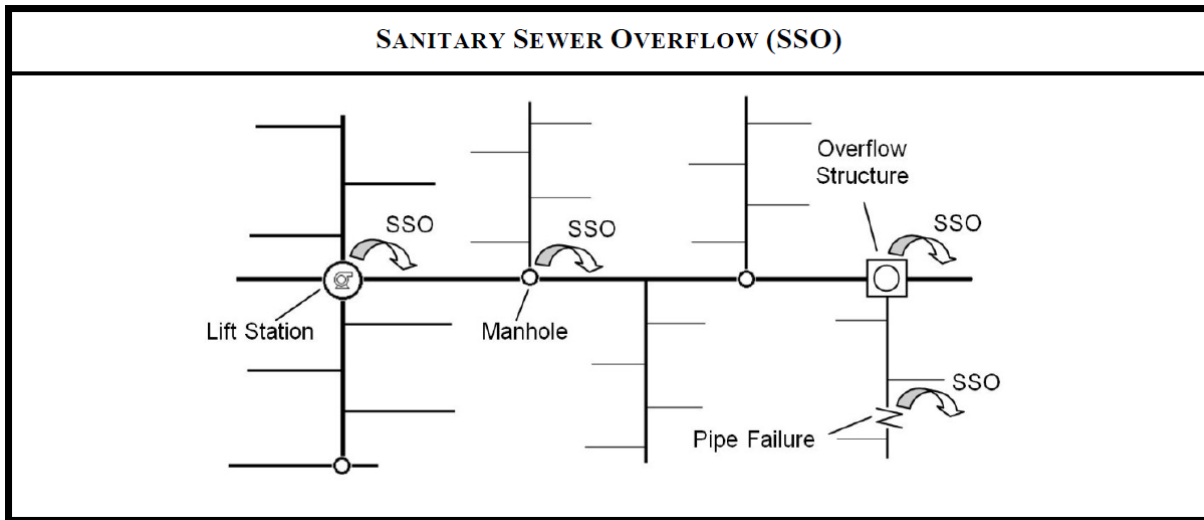 SANITARY SEWER OVERFLOW (SSO)
Overflow
Structure
SSO
SSO
SSO
Lift Station
Manhole
SSO
Pipe Failure